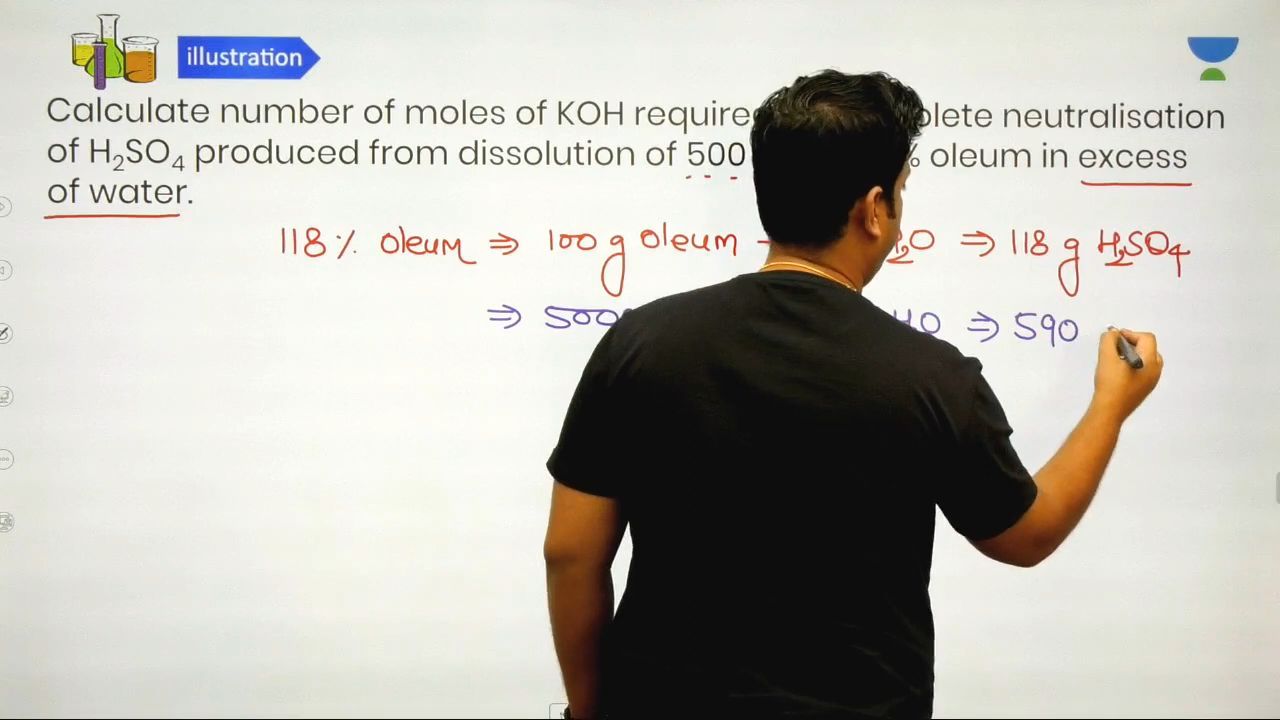 illustration
Calculate number of moles of KOH require plete neutralisation
of H₂SO₄ produced from dissolution of 500 % oleum in excess
of water.
118 % oleum ⇒ 100 g oleum ₂O ⇒ 118 g H₂SO₄
⇒ 500 ⇒ 590